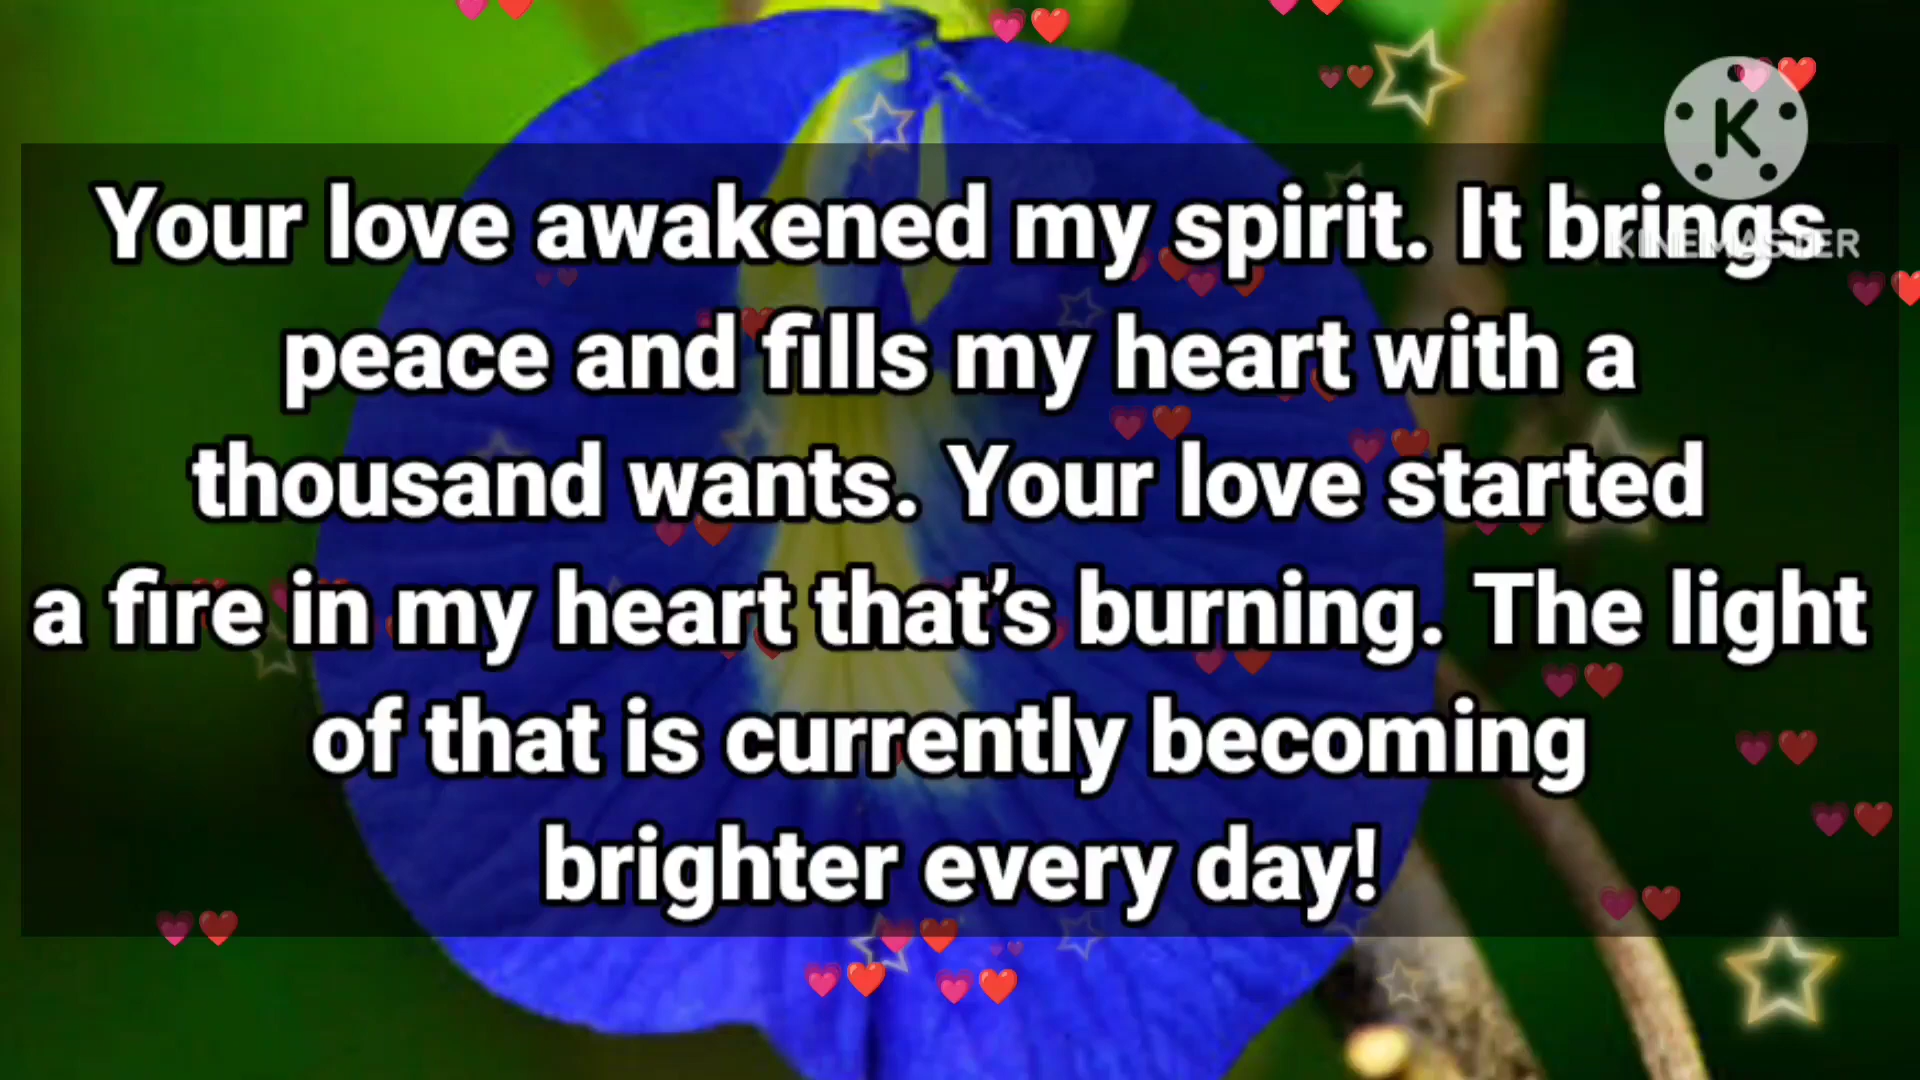 K
KINEMASTER
Your love awakened my spirit. It brings
peace and fills my heart with a
thousand wants. Your love started
a fire in my heart that’s burning. The light
of that is currently becoming
brighter every day!